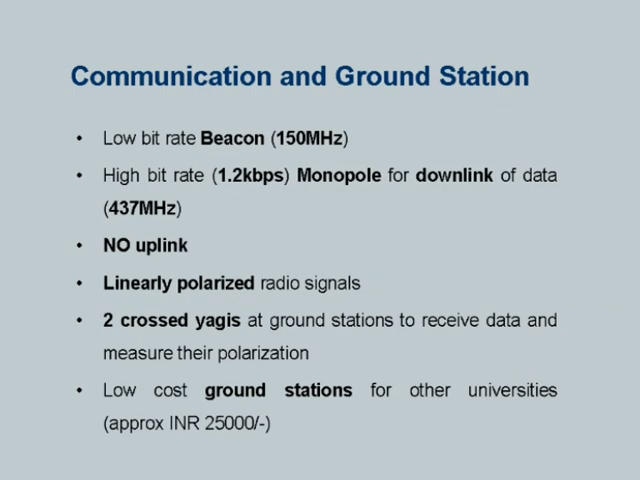 Communication and Ground Station
• Low bit rate Beacon (150MHz)
• High bit rate (1.2kbps) Monopole for downlink of data
(437MHz)
• NO uplink
• Linearly polarized radio signals
• 2 crossed yagis at ground stations to receive data and
measure their polarization
• Low cost ground stations for other universities
(approx INR 25000/-)